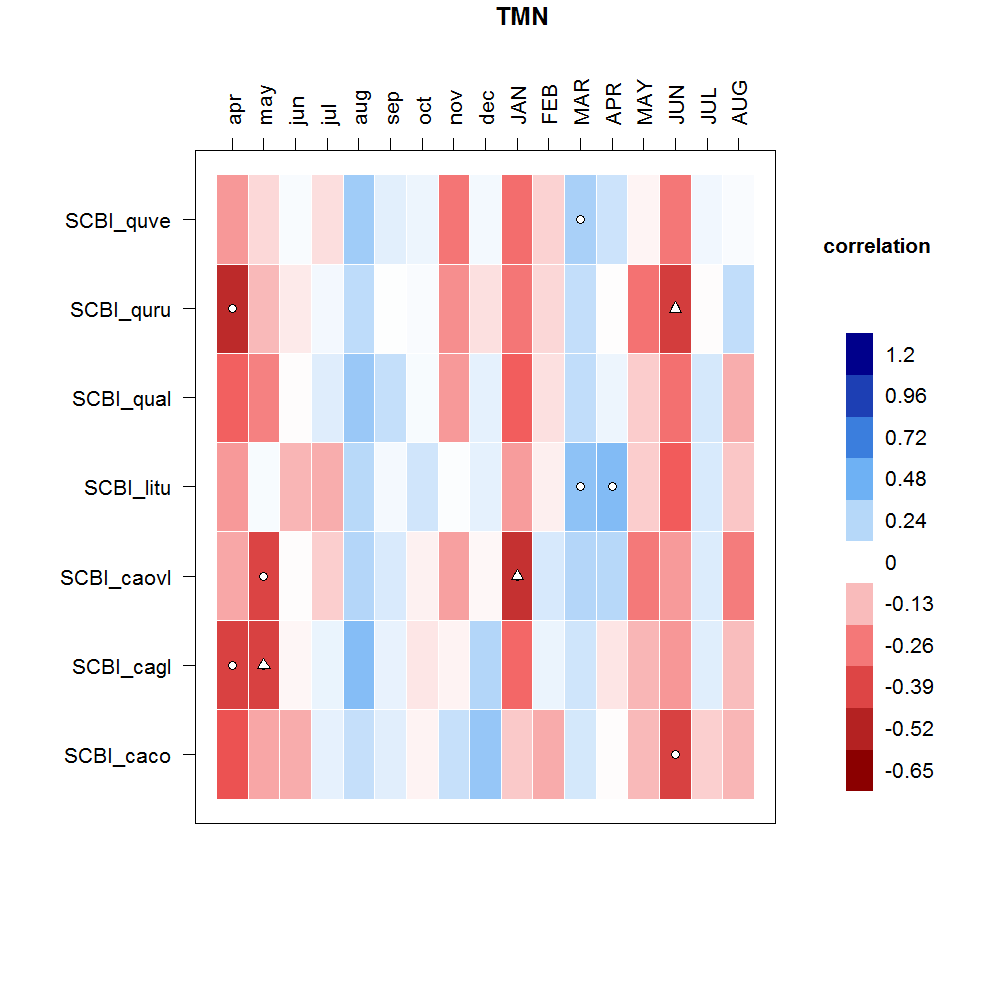 TMN
apr may jun jul aug sep oct nov dec JAN FEB MAR APR MAY JUN JUL AUG
SCBI_quve
SCBI_quru
SCBI_qual
SCBI_litu
SCBI_caovl
SCBI_cagl
SCBI_caco
correlation
1.2
0.96
0.72
0.48
0.24
0
-0.13
-0.26
-0.39
-0.52
-0.65